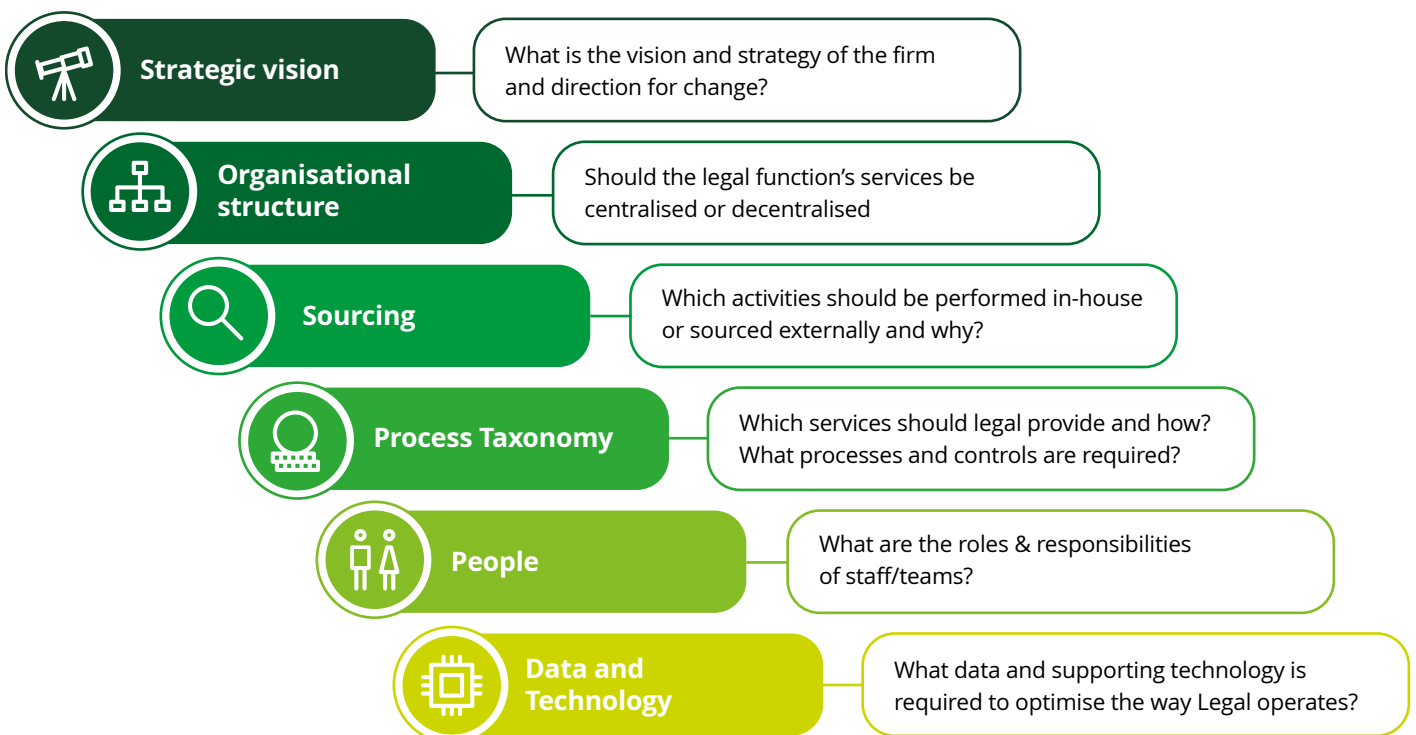 Strategic vision
What is the vision and strategy of the firm
and direction for change?
Organisational
structure
Should the legal function’s services be
centralised or decentralised
Sourcing
Which activities should be performed in-house
or sourced externally and why?
Process Taxonomy
Which services should legal provide and how?
What processes and controls are required?
People
What are the roles & responsibilities
of staff/teams?
Data and
Technology
What data and supporting technology is
required to optimise the way Legal operates?